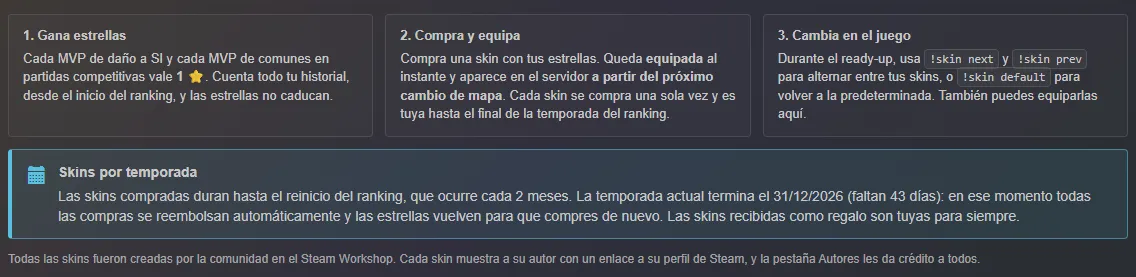 1. Gana estrellas
Cada MVP de daño a SI y cada MVP de comunes en
partidas competitivas vale 1 ⭐. Cuenta todo tu historial,
desde el inicio del ranking, y las estrellas no caducan.
2. Compra y equipa
Compra una skin con tus estrellas. Queda equipada al
instante y aparece en el servidor a partir del próximo
cambio de mapa. Cada skin se compra una sola vez y es
tuya hasta el final de la temporada del ranking.
3. Cambia en el juego
Durante el ready-up, usa !skin next y !skin prev
para alternar entre tus skins, o !skin default para
volver a la predeterminada. También puedes equiparlas
aquí.
Skins por temporada
Las skins compradas duran hasta el reinicio del ranking, que ocurre cada 2 meses. La temporada actual termina el 31/12/2026 (faltan 43 días): en ese momento todas
las compras se reembolsan automáticamente y las estrellas vuelven para que compres de nuevo. Las skins recibidas como regalo son tuyas para siempre.
Todas las skins fueron creadas por la comunidad en el Steam Workshop. Cada skin muestra a su autor con un enlace a su perfil de Steam, y la pestaña Autores les da crédito a todos.